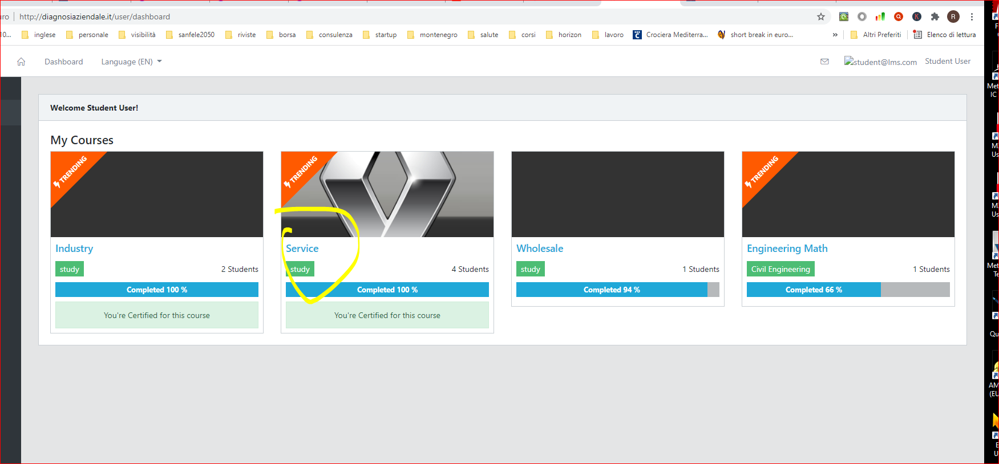 uro http://diagnosiaziendale.it/user/dashboard R
10... inglese personale visibilità sanfele2050 riviste borsa consulenza startup montenegro salute corsi horizon lavoro Crociera Mediterra... short break in euro... » Altri Preferiti Elenco di lettura
Dashboard Language (EN) student@lms.com Student User
Welcome Student User!
My Courses
TRENDING TRENDING TRENDING
Industry Service Wholesale Engineering Math
study 2 Students study 4 Students study 1 Students Civil Engineering 1 Students
Completed 100 % Completed 100 % Completed 94 % Completed 66 %
You're Certified for this course You're Certified for this course
Met
IC
Us
Us
Met
Te
Qu
AM
(EU